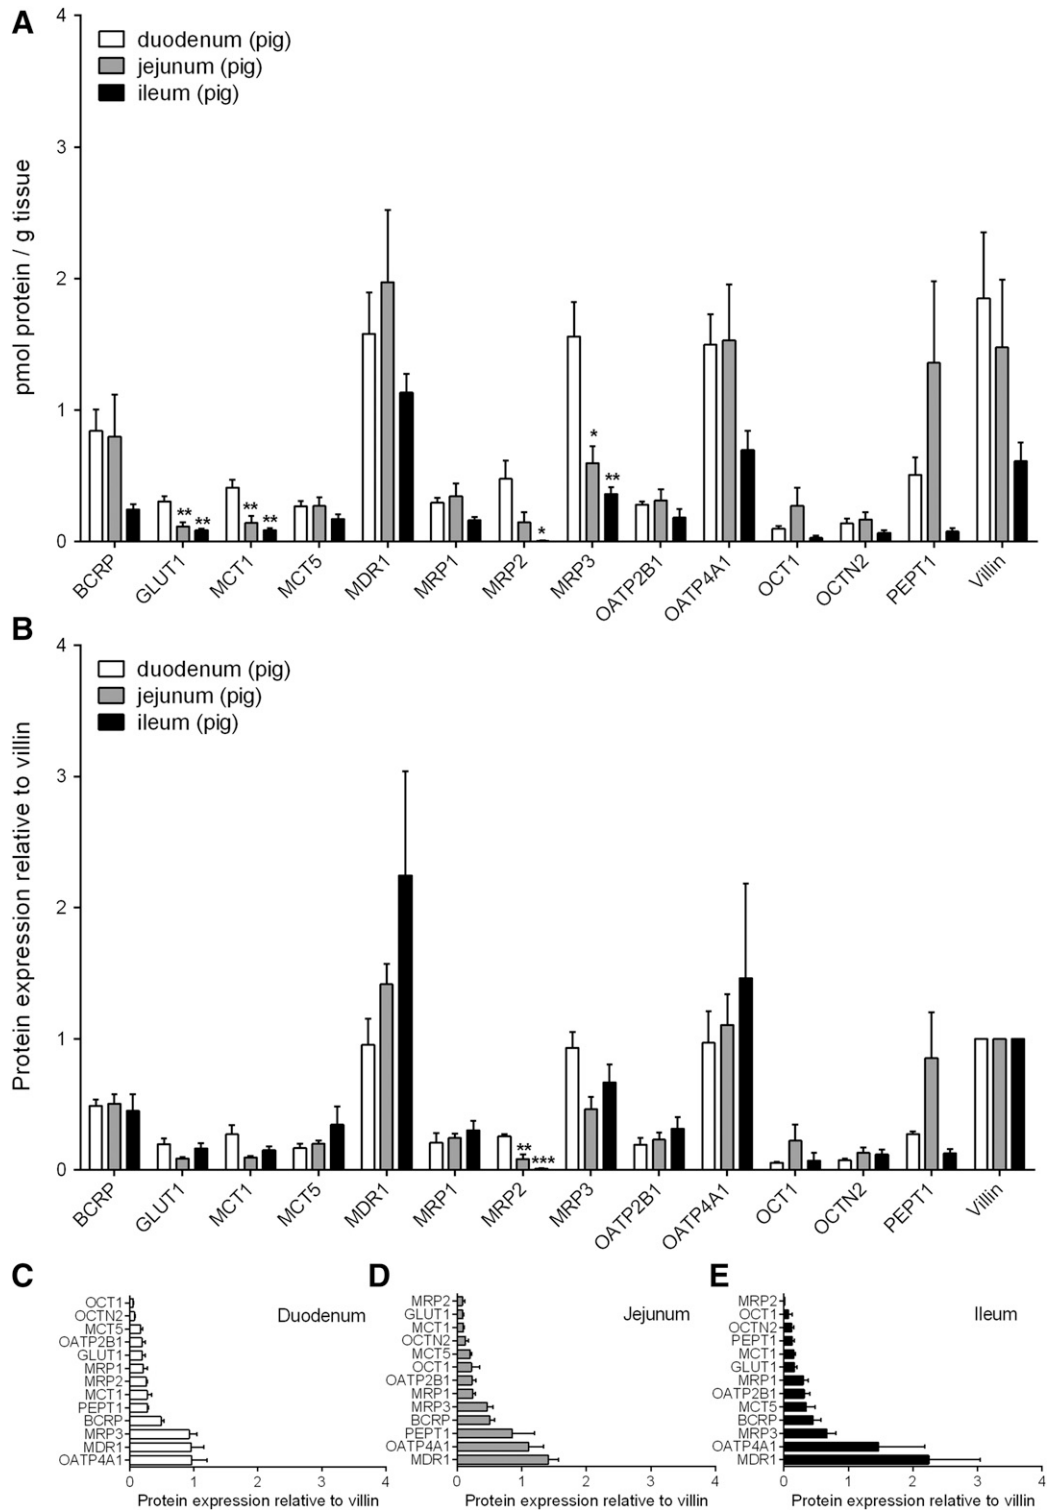 A
4
3
2
1
0
pmol protein / g tissue
duodenum (pig)
jejunum (pig)
ileum (pig)
** ** ** ** * * **
BCRP GLUT1 MCT1 MCT5 MDR1 MRP1 MRP2 MRP3 OATP2B1 OATP4A1 OCT1 OCTN2 PEPT1 Villin
B
4
3
2
1
0
Protein expression relative to villin
duodenum (pig)
jejunum (pig)
ileum (pig)
** ***
BCRP GLUT1 MCT1 MCT5 MDR1 MRP1 MRP2 MRP3 OATP2B1 OATP4A1 OCT1 OCTN2 PEPT1 Villin
C
Duodenum
OCT1
OCTN2
MCT5
OATP2B1
GLUT1
MRP1
MRP2
MCT1
PEPT1
BCRP
MRP3
MDR1
OATP4A1
0 1 2 3 4
Protein expression relative to villin
D
Jejunum
MRP2
GLUT1
MCT1
OCTN2
MCT5
OCT1
OATP2B1
MRP1
MRP3
BCRP
PEPT1
OATP4A1
MDR1
0 1 2 3 4
Protein expression relative to villin
E
Ileum
MRP2
OCT1
OCTN2
PEPT1
MCT1
GLUT1
MRP1
OATP2B1
MCT5
BCRP
MRP3
OATP4A1
MDR1
0 1 2 3 4
Protein expression relative to villin